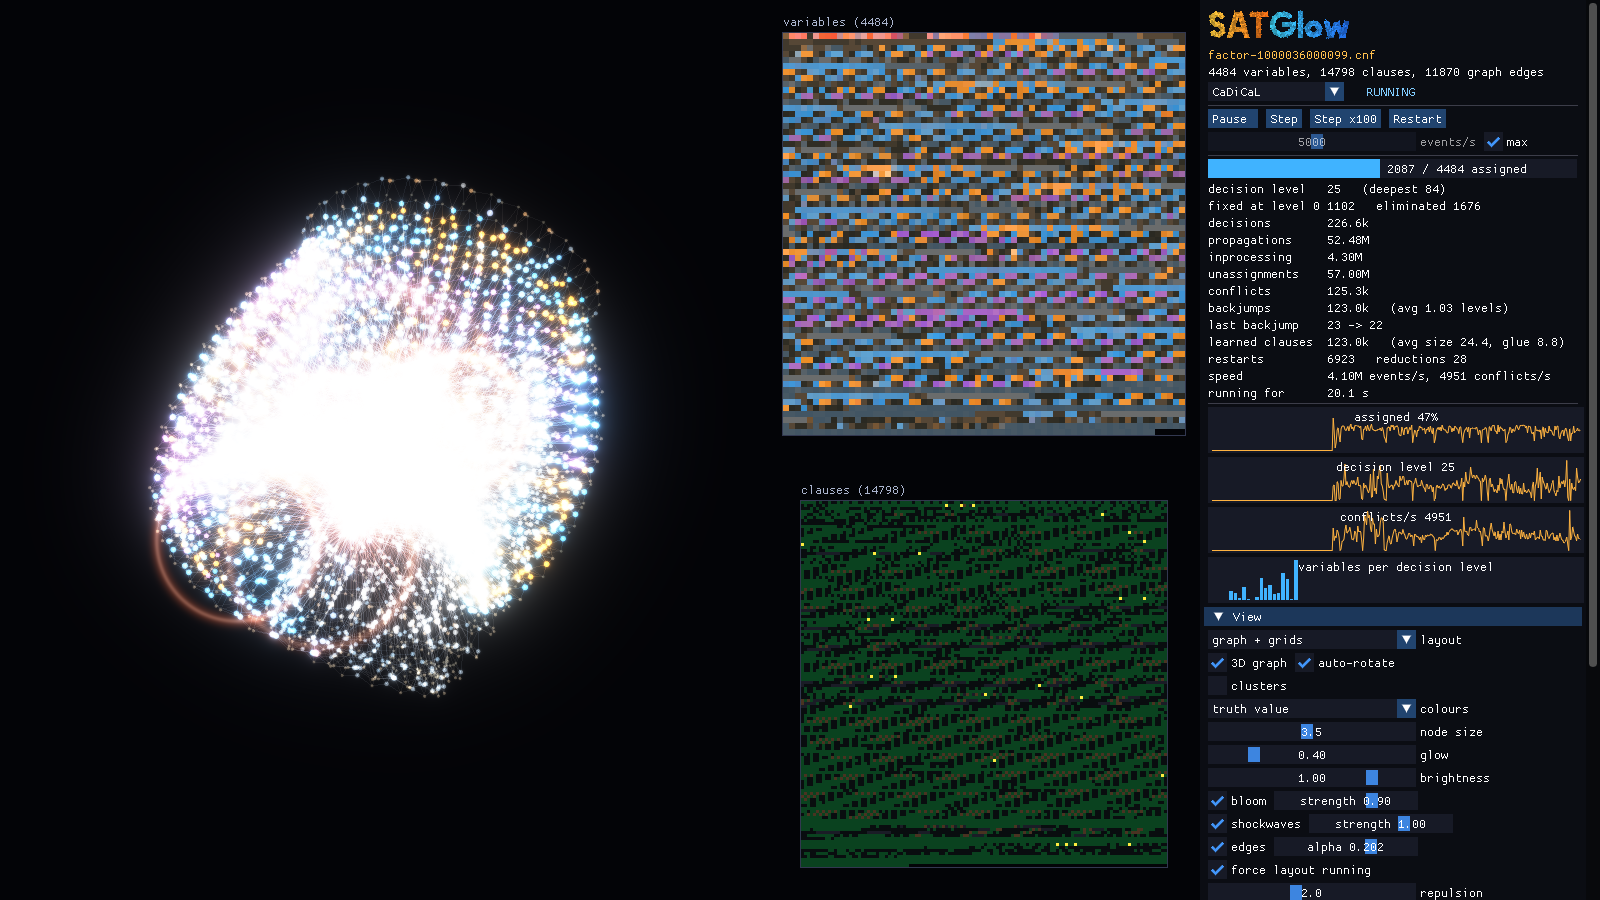 variables (4484)
clauses (14798)
SATGlow
factor-1000036000099.cnf
4484 variables, 14798 clauses, 11870 graph edges
CaDiCaL RUNNING
Pause Step Step x100 Restart
5000 events/s max
2087 / 4484 assigned
decision level 25 (deepest 84)
fixed at level 0 1102 eliminated 1676
decisions 226.6k
propagations 52.48M
inprocessing 4.30M
unassignments 57.00M
conflicts 125.3k
backjumps 123.0k (avg 1.03 levels)
last backjump 23 -> 22
learned clauses 123.0k (avg size 24.4, glue 8.8)
restarts 6923 reductions 28
speed 4.10M events/s, 4951 conflicts/s
running for 20.1 s
assigned 47%
decision level 25
conflicts/s 4951
variables per decision level
View
graph + grids layout
3D graph auto-rotate
clusters
truth value colours
3.5 node size
0.40 glow
1.00 brightness
bloom strength 0.90
shockwaves strength 1.00
edges alpha 0.202
force layout running
2.0 repulsion